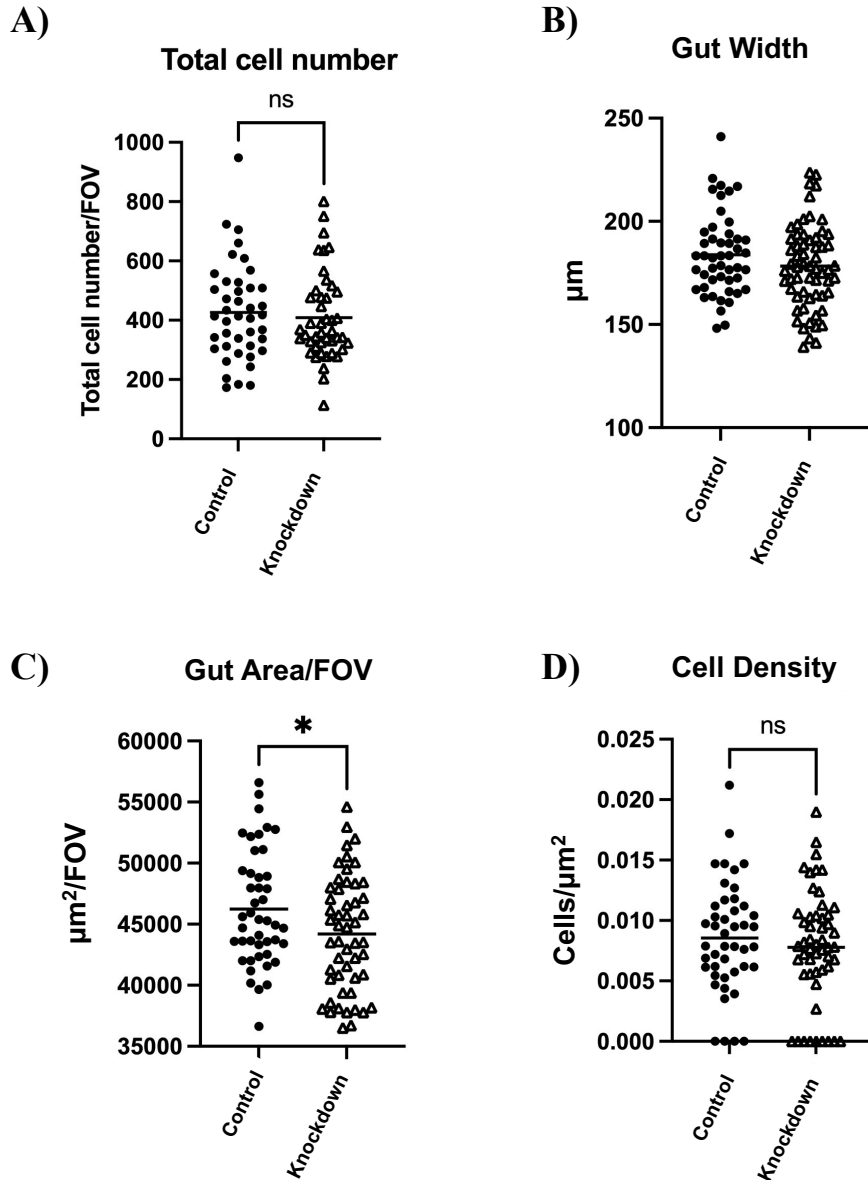 A)
Total cell number
ns
Total cell number/FOV
1000
800
600
400
200
0
Control
Knockdown
B)
Gut Width
µm
250
200
150
100
Control
Knockdown
C)
Gut Area/FOV
*
µm²/FOV
60000
55000
50000
45000
40000
35000
Control
Knockdown
D)
Cell Density
ns
Cells/µm²
0.025
0.020
0.015
0.010
0.005
0.000
Control
Knockdown